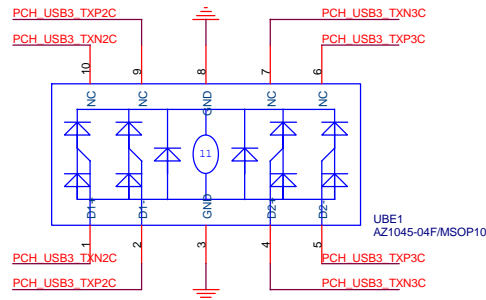 PCH_USB3_TXP2C
PCH_USB3_TXN3C
PCH_USB3_TXN2C
PCH_USB3_TXP3C
10
9
8
7
6
NC
NC
GND
NC
NC
11
D1+
D1-
GND
D2+
D2-
UBE1
AZ1045-04F/MSOP10
1
2
3
4
5
PCH_USB3_TXN2C
PCH_USB3_TXP3C
PCH_USB3_TXP2C
PCH_USB3_TXN3C